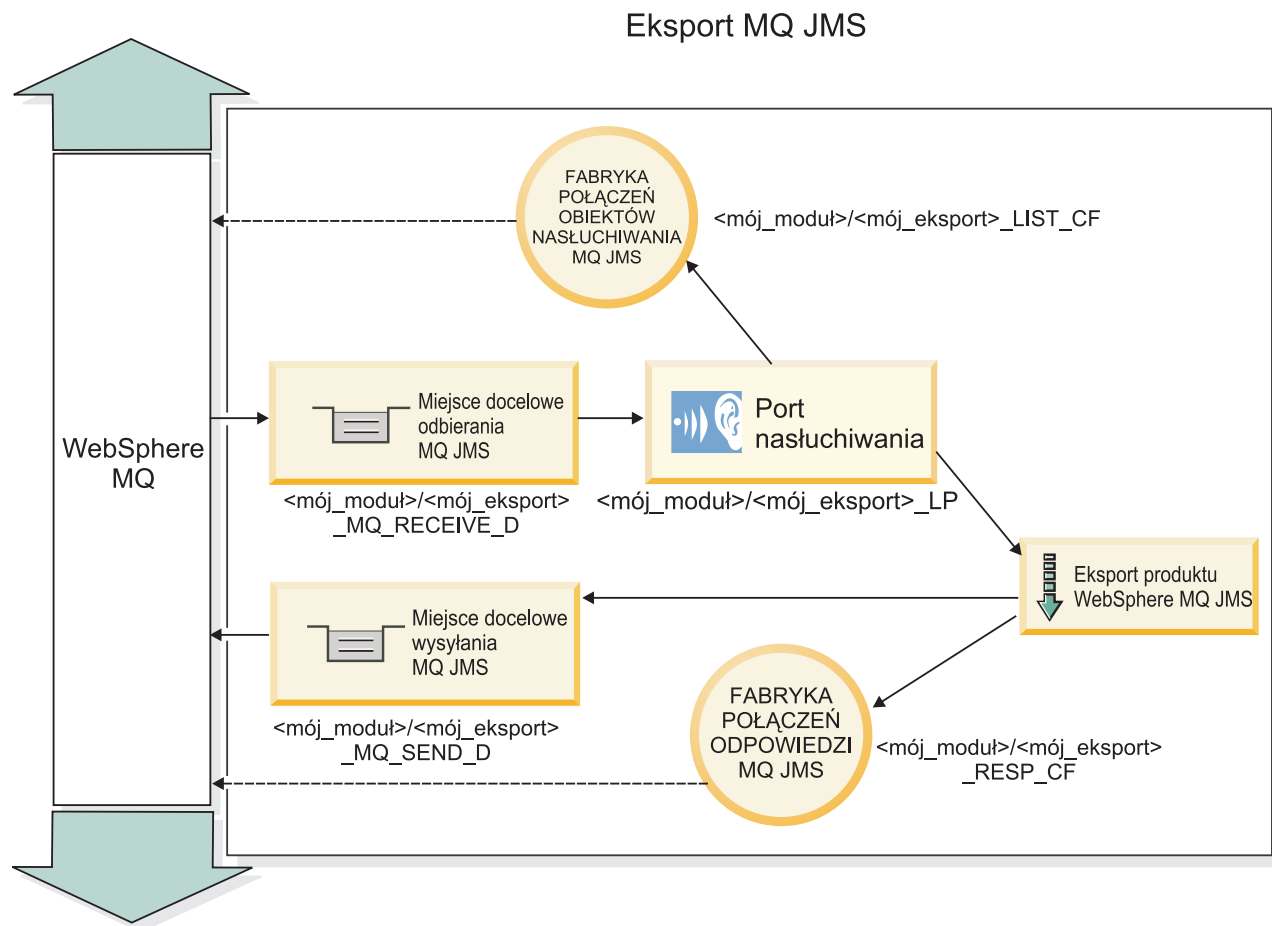 Eksport MQ JMS
FABRYKA
POŁĄCZEŃ
OBIEKTÓW
NASŁUCHIWANIA
MQ JMS
<mój_moduł>/<mój_eksport>_LIST_CF
WebSphere
MQ
Miejsce docelowe
odbierania
MQ JMS
<mój_moduł>/<mój_eksport>
_MQ_RECEIVE_D
Port
nasłuchiwania
<mój_moduł>/<mój_eksport>_LP
Eksport produktu
WebSphere MQ JMS
Miejsce docelowe
wysyłania
MQ JMS
<mój_moduł>/<mój_eksport>
_MQ_SEND_D
FABRYKA
POŁĄCZEŃ
ODPOWIEDZI
MQ JMS
<mój_moduł>/<mój_eksport>
_RESP_CF